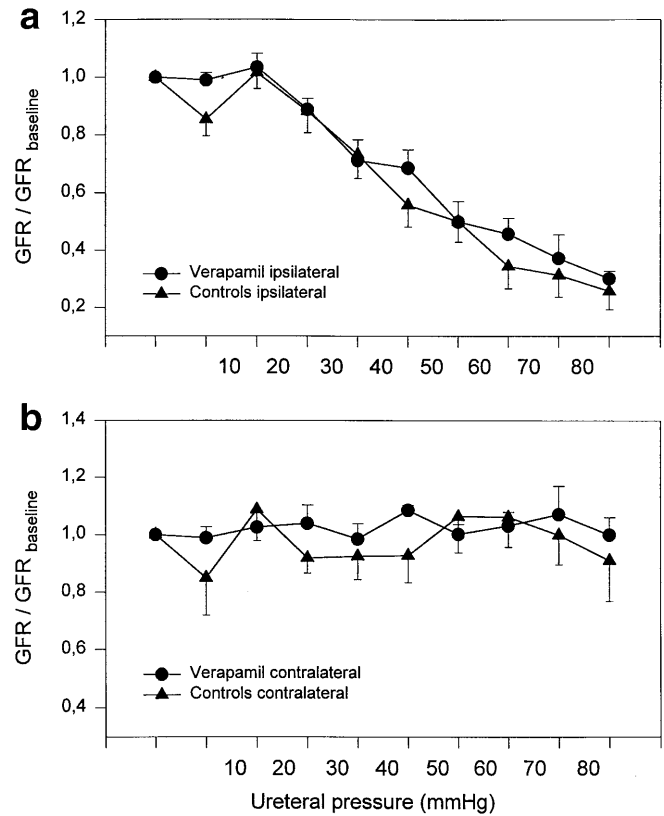 a
1,2
1,0
0,8
0,6
0,4
0,2
GFR / GFR baseline
Verapamil ipsilateral
Controls ipsilateral
10 20 30 40 50 60 70 80
b
1,4
1,2
1,0
0,8
0,6
0,4
GFR / GFR baseline
Verapamil contralateral
Controls contralateral
10 20 30 40 50 60 70 80
Ureteral pressure (mmHg)